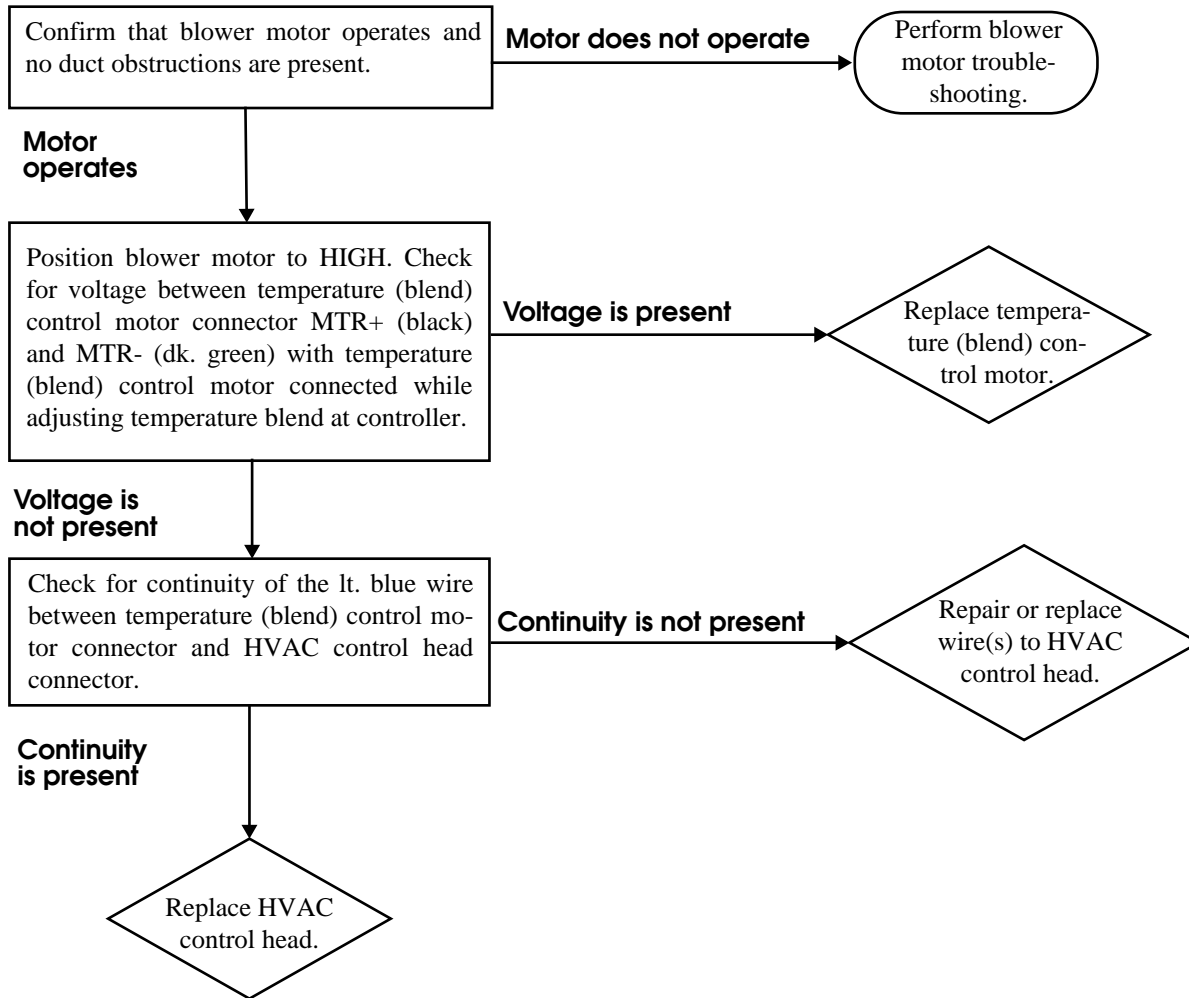 Confirm that blower motor operates and
no duct obstructions are present.
Motor does not operate
Perform blower
motor trouble-
shooting.
Motor
operates
Position blower motor to HIGH. Check
for voltage between temperature (blend)
control motor connector MTR+ (black)
and MTR- (dk. green) with temperature
(blend) control motor connected while
adjusting temperature blend at controller.
Voltage is present
Replace tempera-
ture (blend) con-
trol motor.
Voltage is
not present
Check for continuity of the lt. blue wire
between temperature (blend) control mo-
tor connector and HVAC control head
connector.
Continuity is not present
Repair or replace
wire(s) to HVAC
control head.
Continuity
is present
Replace HVAC
control head.